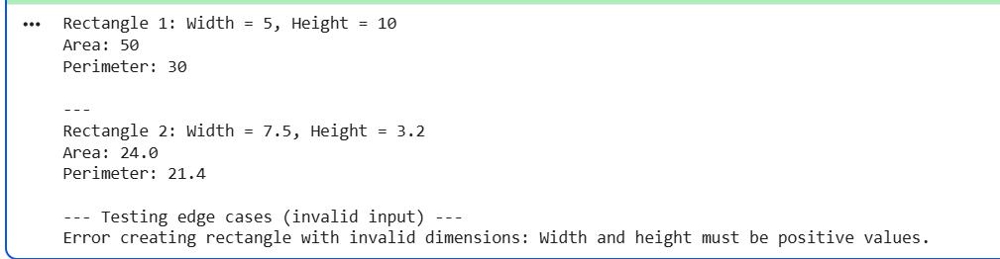 Rectangle 1: Width = 5, Height = 10
Area: 50
Perimeter: 30
---
Rectangle 2: Width = 7.5, Height = 3.2
Area: 24.0
Perimeter: 21.4
--- Testing edge cases (invalid input) ---
Error creating rectangle with invalid dimensions: Width and height must be positive values.